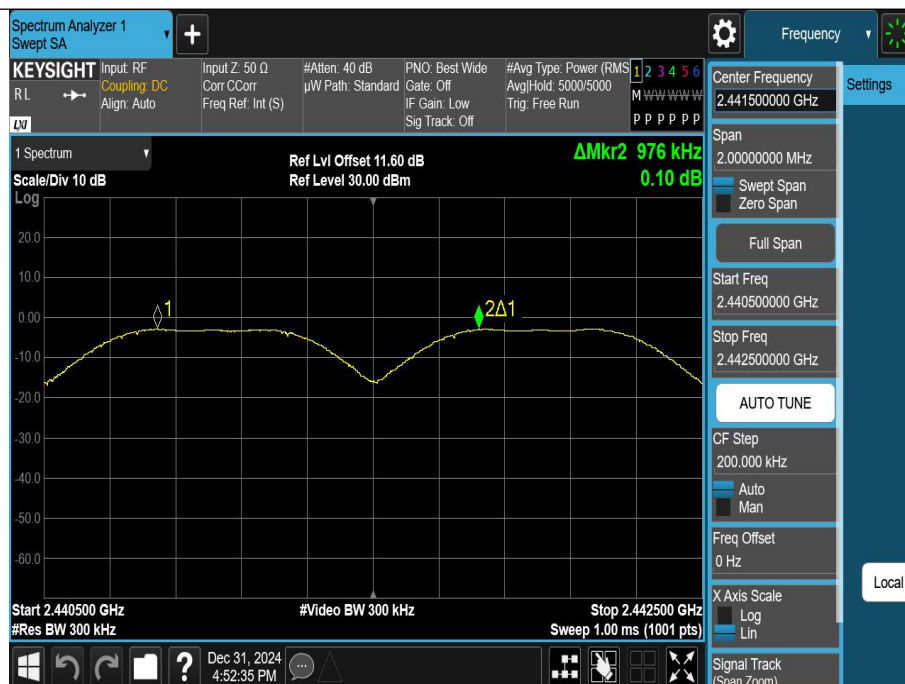 Spectrum Analyzer 1
Swept SA
Frequency
KEYSIGHT
R L
LXI
Input: RF
Coupling: DC
Align: Auto
Input Z: 50 Ω
Corr CCorr
Freq Ref: Int (S)
#Atten: 40 dB
µW Path: Standard
PNO: Best Wide
Gate: Off
IF Gain: Low
Sig Track: Off
#Avg Type: Power (RMS
Avg|Hold: 5000/5000
Trig: Free Run
1 2 3 4 5 6
M W W W W W
P P P P P P
1 Spectrum
Scale/Div 10 dB
Log
Ref Lvl Offset 11.60 dB
Ref Level 30.00 dBm
ΔMkr2 976 kHz
0.10 dB
20.0
10.0
0.00
-10.0
-20.0
-30.0
-40.0
-50.0
-60.0
1
2Δ1
Start 2.440500 GHz
#Res BW 300 kHz
#Video BW 300 kHz
Stop 2.442500 GHz
Sweep 1.00 ms (1001 pts)
Dec 31, 2024
4:52:35 PM
Center Frequency
2.441500000 GHz
Span
2.00000000 MHz
Swept Span
Zero Span
Full Span
Start Freq
2.440500000 GHz
Stop Freq
2.442500000 GHz
AUTO TUNE
CF Step
200.000 kHz
Auto
Man
Freq Offset
0 Hz
X Axis Scale
Log
Lin
Signal Track
(Span Zoom)
Settings
Local